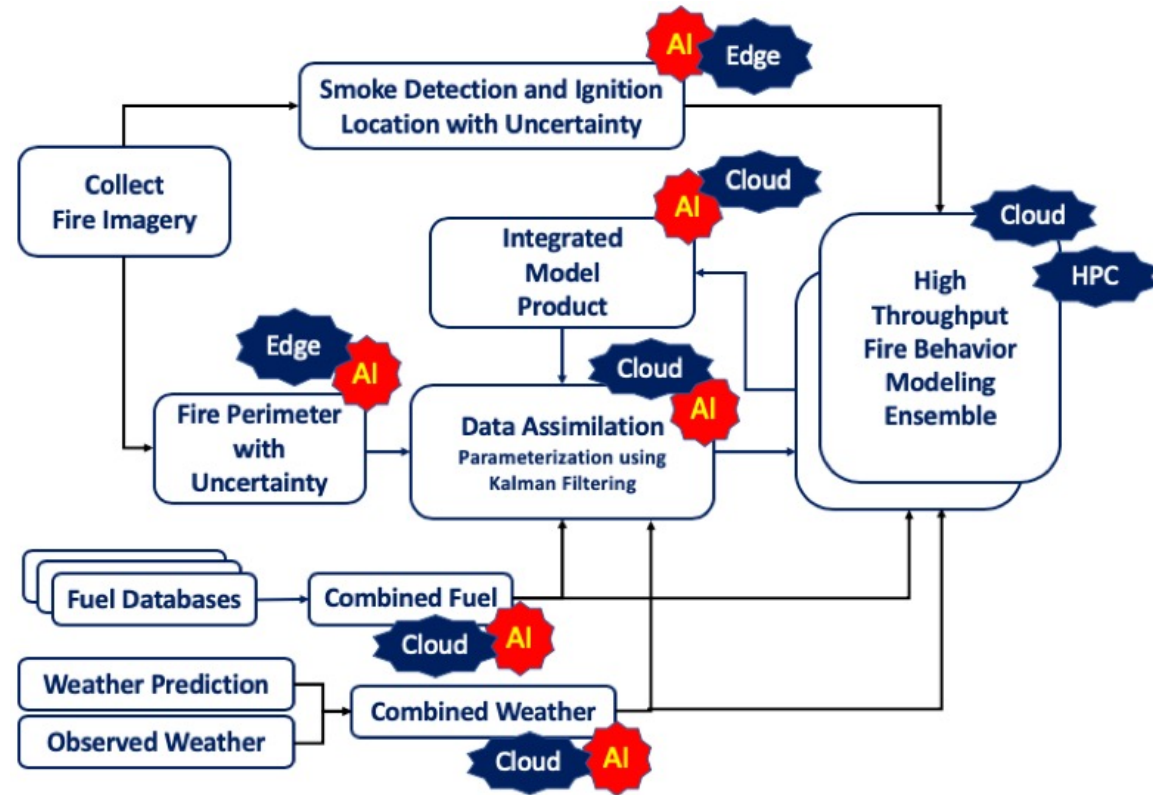 AI
Edge
Smoke Detection and Ignition
Location with Uncertainty
Collect
Fire Imagery
AI
Cloud
Integrated
Model
Product
Cloud
HPC
High
Throughput
Fire Behavior
Modeling
Ensemble
Edge
AI
Fire Perimeter
with
Uncertainty
Cloud
AI
Data Assimilation
Parameterization using
Kalman Filtering
Fuel Databases
Combined Fuel
Cloud
AI
Weather Prediction
Observed Weather
Combined Weather
Cloud
AI